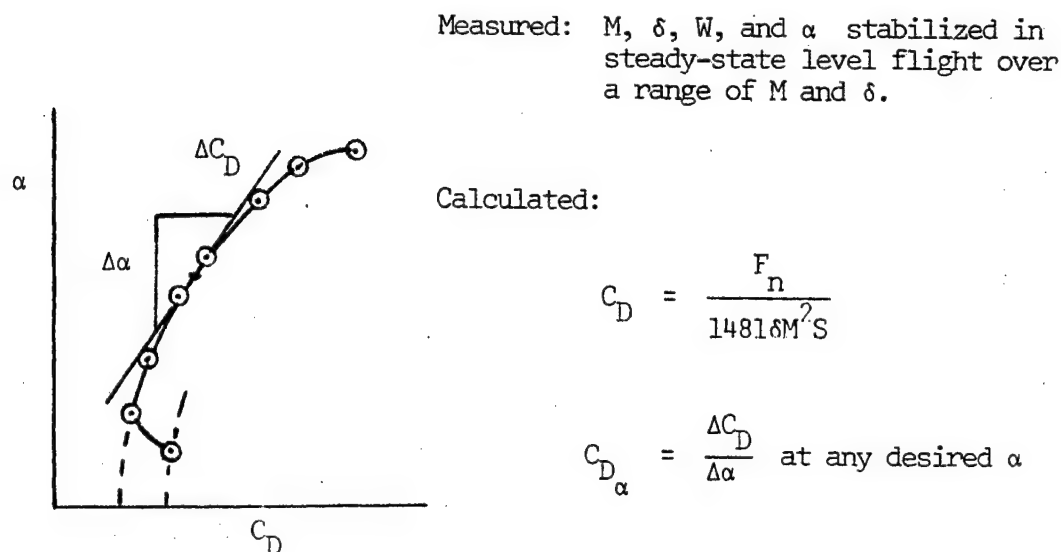 Measured: M, δ, W, and α stabilized in
steady-state level flight over
a range of M and δ.
ΔC_D
α
Δα
C_D
Calculated:
C_D = F_n / 1481δM²S
C_D_α = ΔC_D / Δα at any desired α